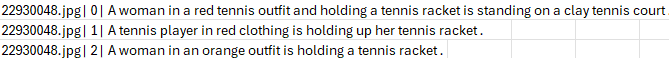 22930048.jpg| 0| A woman in a red tennis outfit and holding a tennis racket is standing on a clay tennis court
22930048.jpg| 1| A tennis player in red clothing is holding up her tennis racket .
22930048.jpg| 2| A woman in an orange outfit is holding a tennis racket .